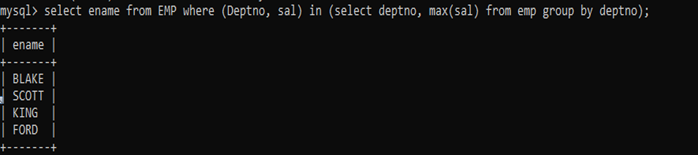 mysql> select ename from EMP where (Deptno, sal) in (select deptno, max(sal) from emp group by deptno);
+-------+
| ename |
+-------+
| BLAKE |
| SCOTT |
| KING  |
| FORD  |
+-------+